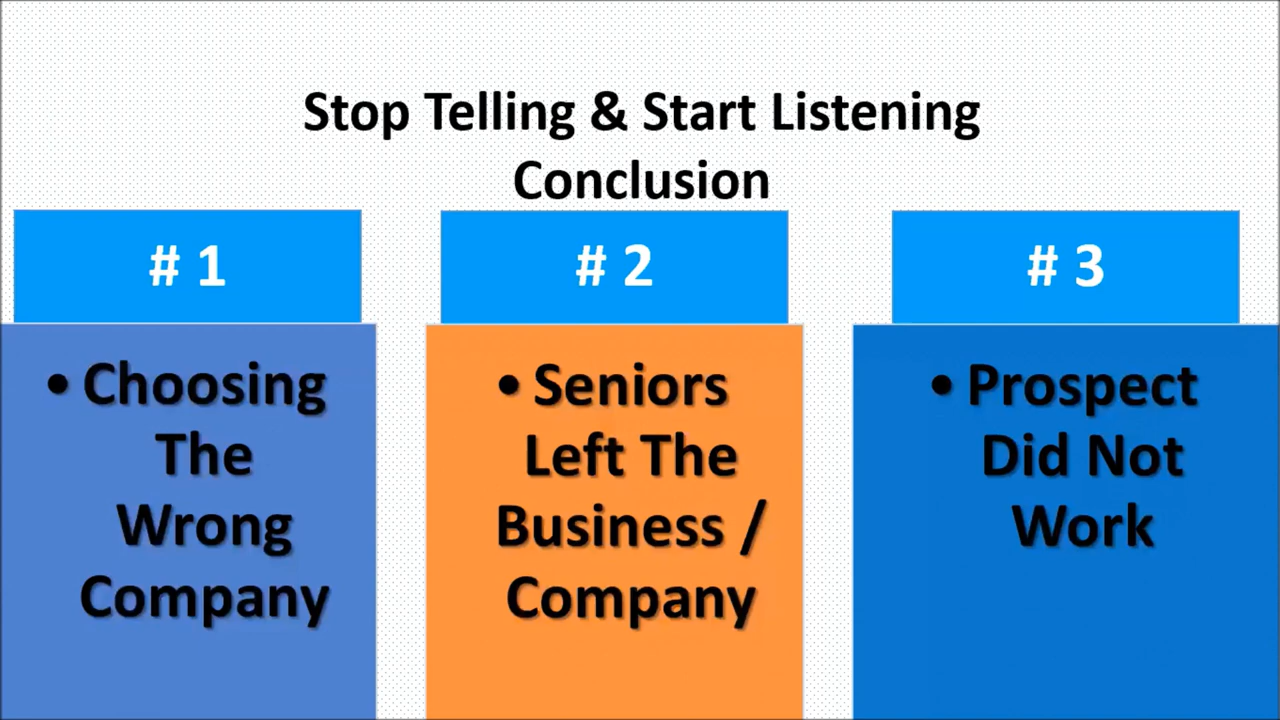 Stop Telling & Start Listening
Conclusion
# 1
• Choosing
The
Wrong
Company
# 2
• Seniors
Left The
Business /
Company
# 3
• Prospect
Did Not
Work